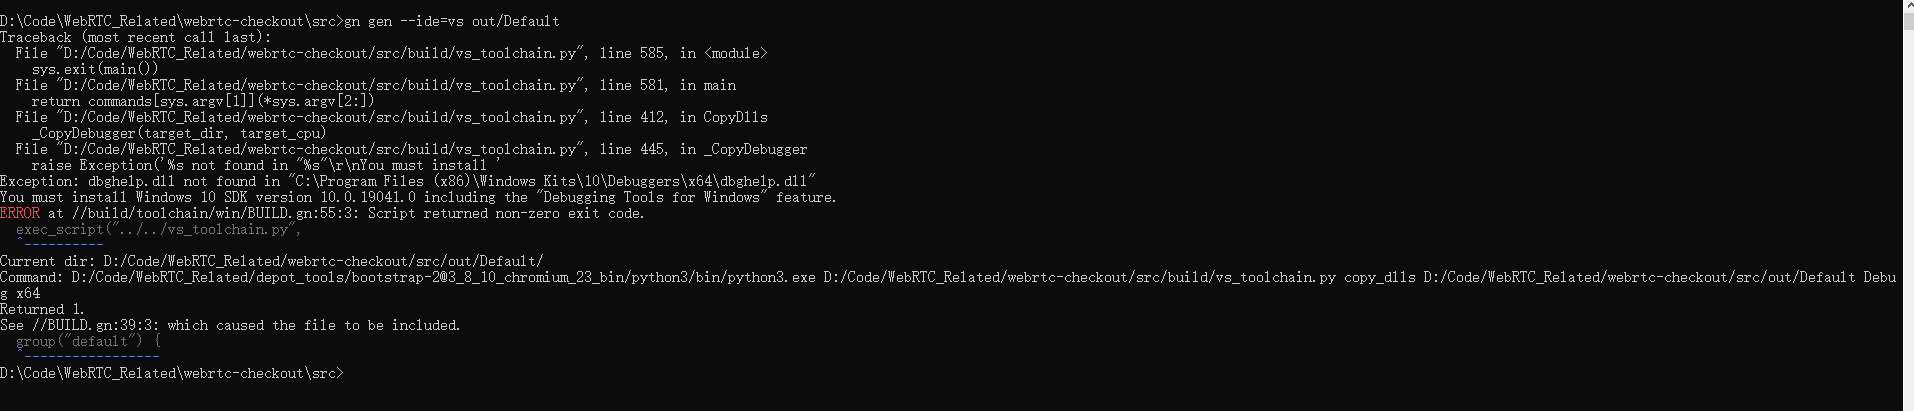 D:\Code\WebRTC_Related\webrtc-checkout\src>gn gen --ide=vs out/Default
Traceback (most recent call last):
  File "D:/Code/WebRTC_Related/webrtc-checkout/src/build/vs_toolchain.py", line 585, in <module>
    sys.exit(main())
  File "D:/Code/WebRTC_Related/webrtc-checkout/src/build/vs_toolchain.py", line 581, in main
    return commands[sys.argv[1]](*sys.argv[2:])
  File "D:/Code/WebRTC_Related/webrtc-checkout/src/build/vs_toolchain.py", line 412, in CopyDlls
    _CopyDebugger(target_dir, target_cpu)
  File "D:/Code/WebRTC_Related/webrtc-checkout/src/build/vs_toolchain.py", line 445, in _CopyDebugger
    raise Exception('%s not found in "%s"\r\nYou must install '
Exception: dbghelp.dll not found in "C:\Program Files (x86)\Windows Kits\10\Debuggers\x64\dbghelp.dll"
You must install Windows 10 SDK version 10.0.19041.0 including the "Debugging Tools for Windows" feature.
ERROR at //build/toolchain/win/BUILD.gn:55:3: Script returned non-zero exit code.
  exec_script("../../vs_toolchain.py",
  ^----------
Current dir: D:/Code/WebRTC_Related/webrtc-checkout/src/out/Default/
Command: D:/Code/WebRTC_Related/depot_tools/bootstrap-2@3_8_10_chromium_23_bin/python3/bin/python3.exe D:/Code/WebRTC_Related/webrtc-checkout/src/build/vs_toolchain.py copy_dlls D:/Code/WebRTC_Related/webrtc-checkout/src/out/Default Debu
g x64
Returned 1.
See //BUILD.gn:39:3: which caused the file to be included.
  group("default") {
  ^-----------------
D:\Code\WebRTC_Related\webrtc-checkout\src>